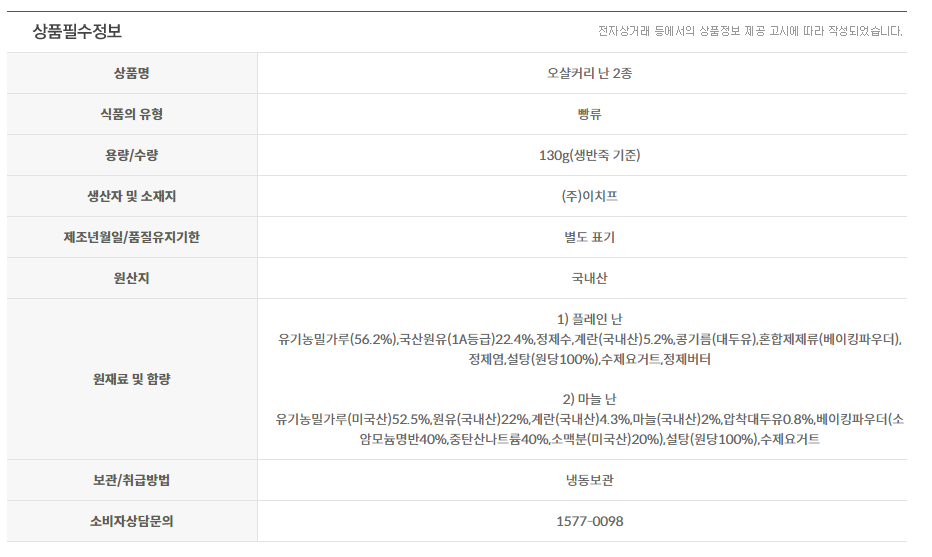 상품필수정보
전자상거래 등에서의 상품정보 제공 고시에 따라 작성되었습니다.
상품명
오샬커리 난 2종
식품의 유형
빵류
용량/수량
130g(생반죽 기준)
생산자 및 소재지
(주)이치프
제조년월일/품질유지기한
별도 표기
원산지
국내산
원재료 및 함량
1) 플레인 난
유기농밀가루(56.2%),국산원유(1A등급)22.4%,정제수,계란(국내산)5.2%,콩기름(대두유),혼합제제류(베이킹파우더),
정제염,설탕(원당100%),수제요거트,정제버터
2) 마늘 난
유기농밀가루(미국산)52.5%,원유(국내산)22%,계란(국내산)4.3%,마늘(국내산)2%,압착대두유0.8%,베이킹파우더(소
암모늄명반40%,중탄산나트륨40%,소맥분(미국산)20%),설탕(원당100%),수제요거트
보관/취급방법
냉동보관
소비자상담문의
1577-0098